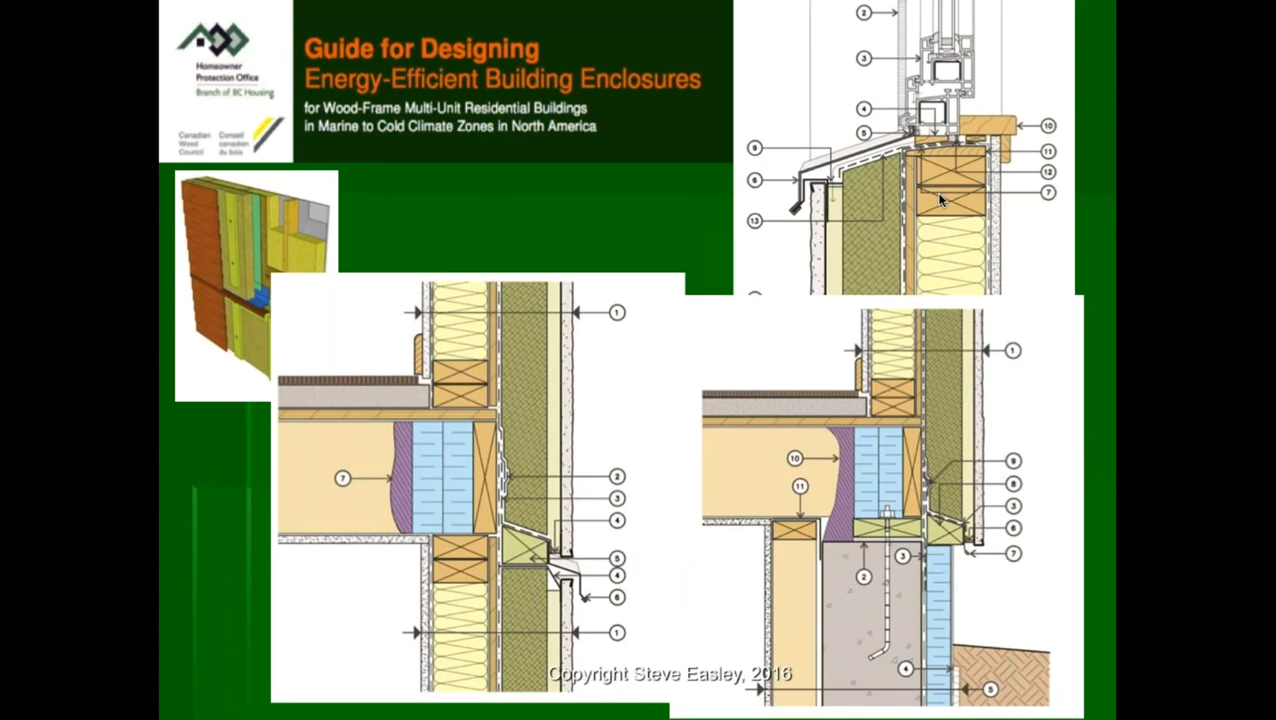 Homeowner
Protection Office
Branch of BC Housing
Canadian Conseil
Wood canadien
Council du bois
Guide for Designing
Energy-Efficient Building Enclosures
for Wood-Frame Multi-Unit Residential Buildings
in Marine to Cold Climate Zones in North America
2
3
4
5
9
6
13
10
11
12
7
1
7
2
3
4
5
4
6
1
1
10
11
9
8
3
6
7
3
2
4
5
Copyright Steve Easley, 2016